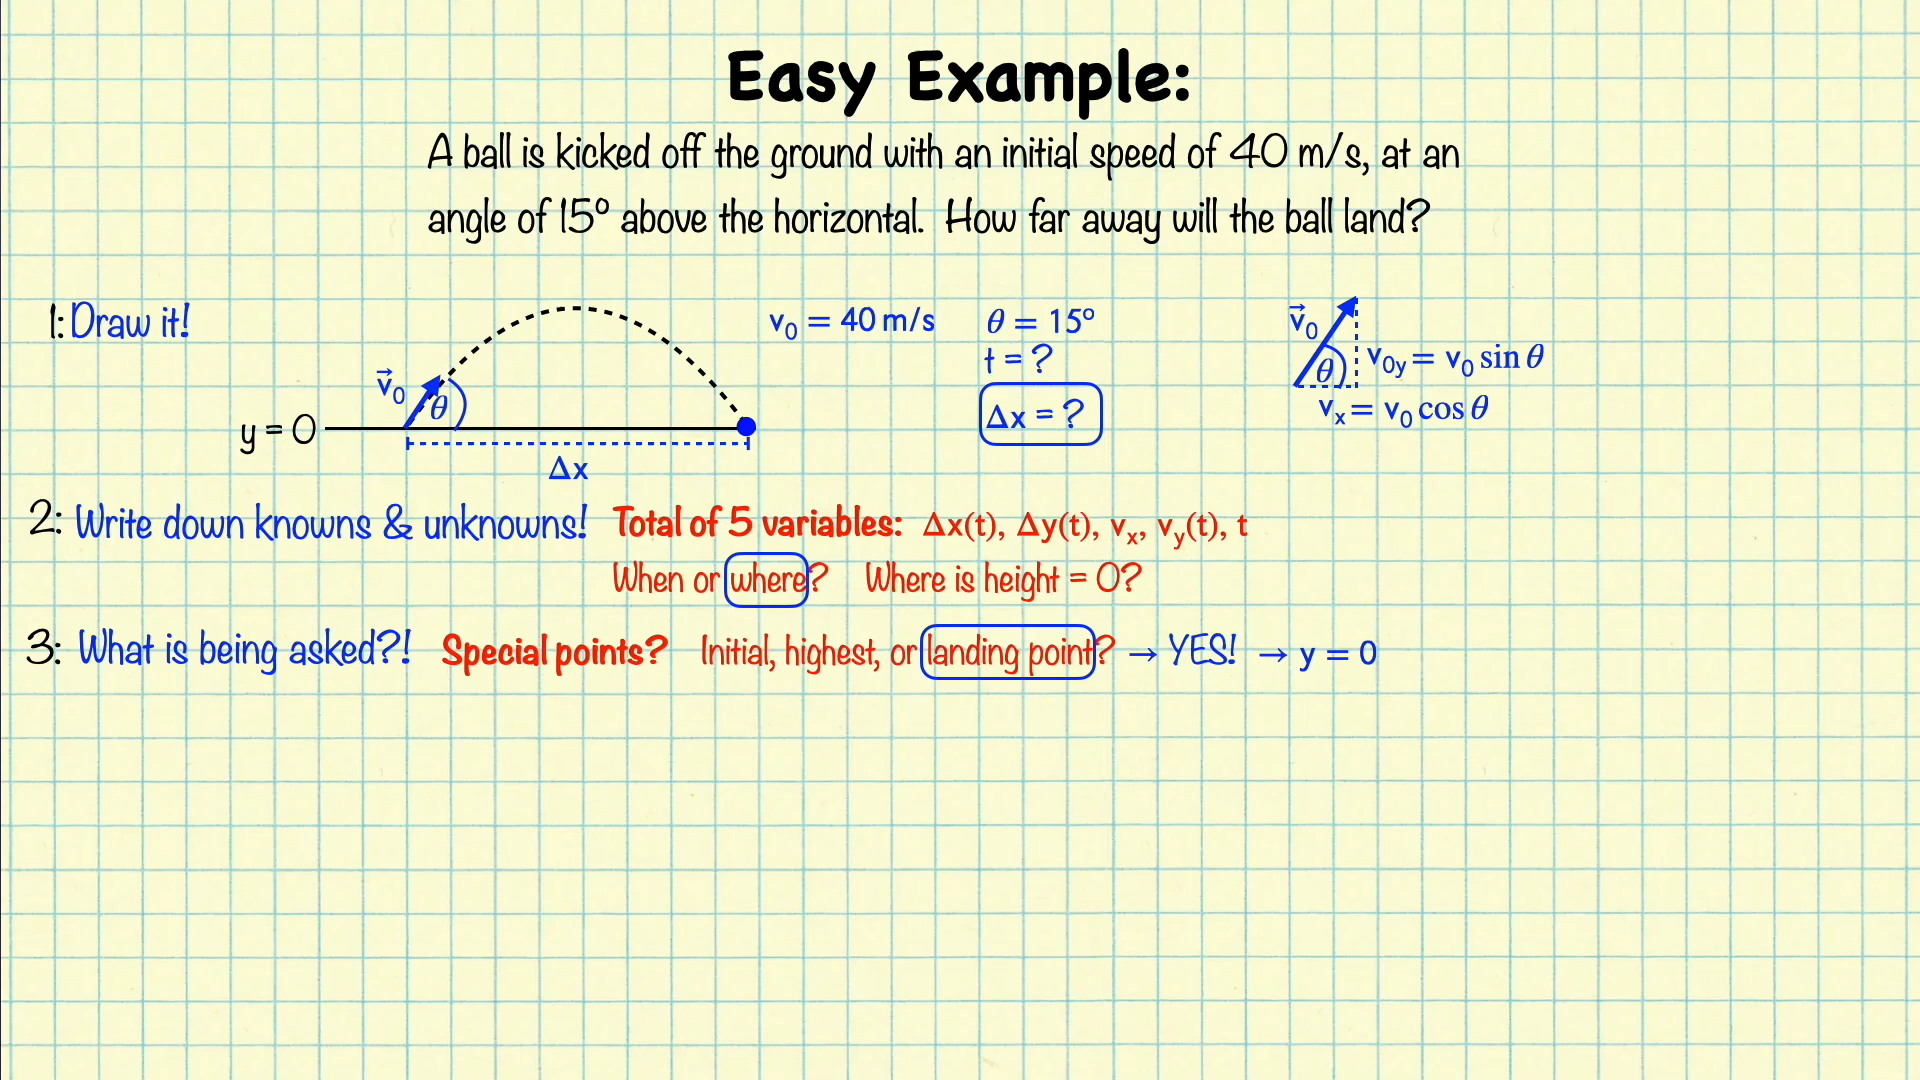 Easy Example:
A ball is kicked off the ground with an initial speed of 40 m/s, at an
angle of 15º above the horizontal. How far away will the ball land?
1: Draw it!
v⃗₀
θ
y = 0
Δx
v₀ = 40 m/s
θ = 15º
t = ?
Δx = ?
v⃗₀
θ
v₀y = v₀ sin θ
vₓ = v₀ cos θ
2: Write down knowns & unknowns! Total of 5 variables: Δx(t), Δy(t), vₓ, vy(t), t
When or where? Where is height = 0?
3: What is being asked?! Special points? Initial, highest, or landing point? → YES! → y = 0